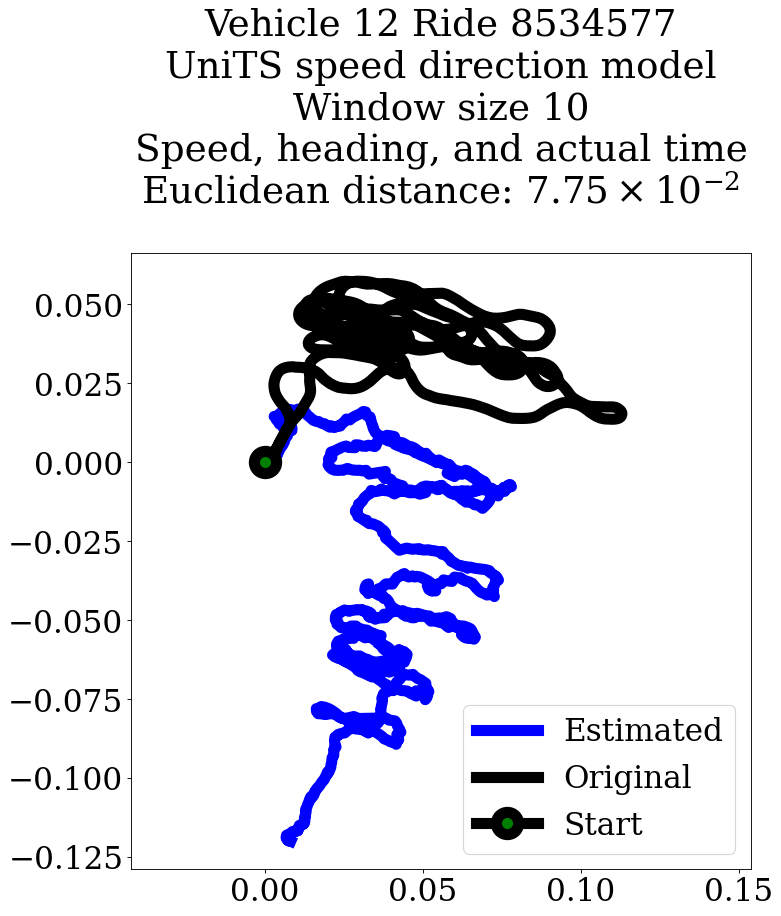 Vehicle 12 Ride 8534577
UniTS speed direction model
Window size 10
Speed, heading, and actual time
Euclidean distance: 7.75 × 10⁻²
0.050
0.025
0.000
−0.025
−0.050
−0.075
−0.100
−0.125
Estimated
Original
Start
0.00 0.05 0.10 0.15